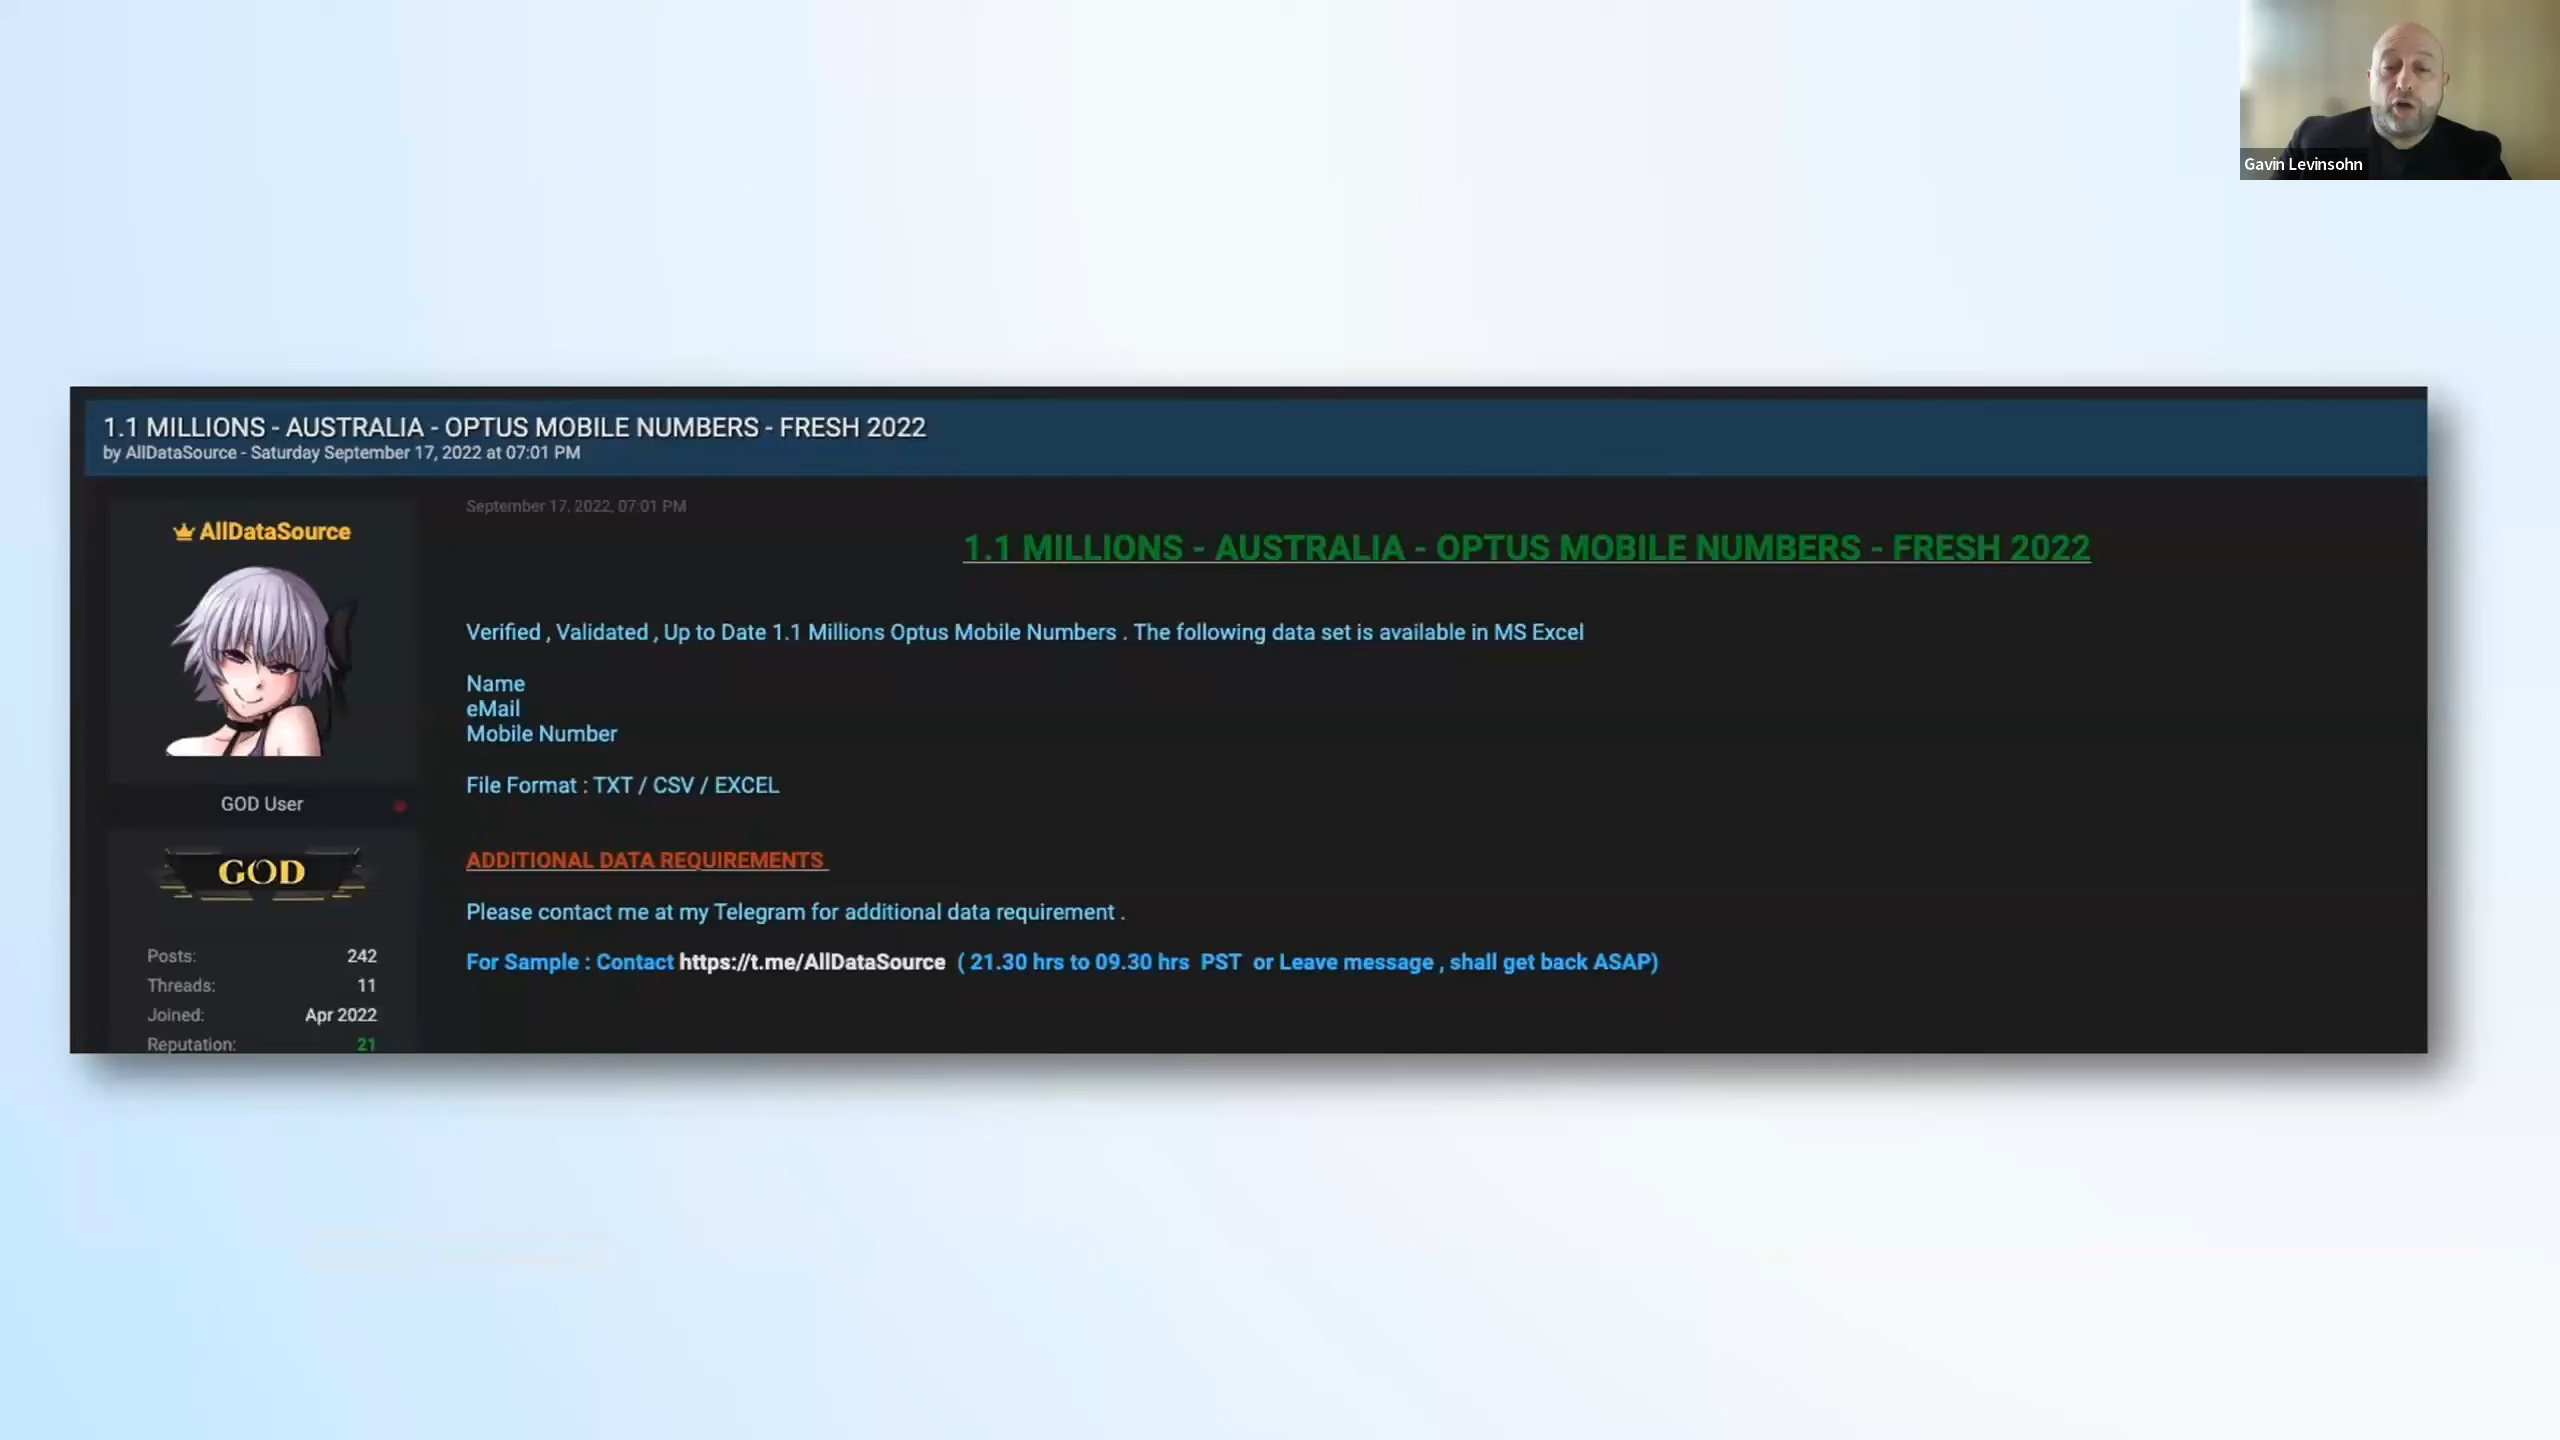 Gavin Levinsohn
1.1 MILLIONS - AUSTRALIA - OPTUS MOBILE NUMBERS - FRESH 2022
by AllDataSource - Saturday September 17, 2022 at 07:01 PM
AllDataSource
GOD User
GOD
Posts: 242
Threads: 11
Joined: Apr 2022
Reputation: 21
September 17, 2022, 07:01 PM
1.1 MILLIONS - AUSTRALIA - OPTUS MOBILE NUMBERS - FRESH 2022
Verified , Validated , Up to Date 1.1 Millions Optus Mobile Numbers . The following data set is available in MS Excel
Name
eMail
Mobile Number
File Format : TXT / CSV / EXCEL
ADDITIONAL DATA REQUIREMENTS
Please contact me at my Telegram for additional data requirement .
For Sample : Contact https://t.me/AllDataSource ( 21.30 hrs to 09.30 hrs PST or Leave message , shall get back ASAP)